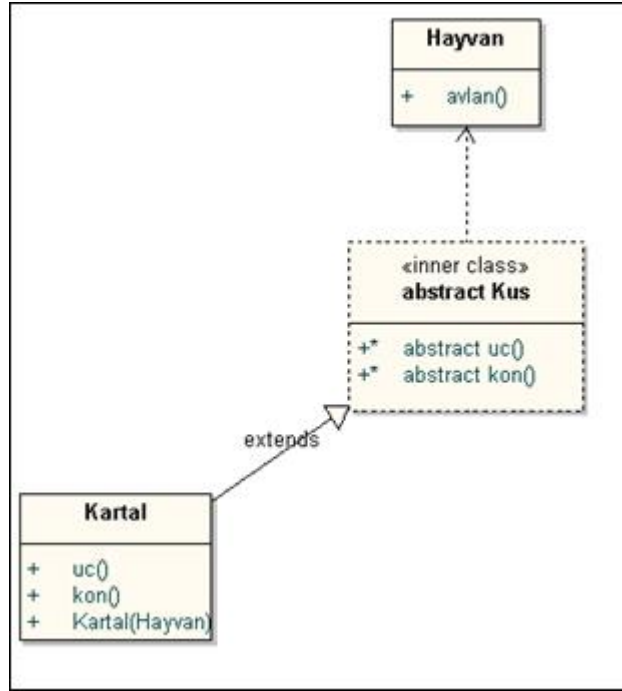 Hayvan
+ avlan()
«inner class»
abstract Kus
+* abstract uc()
+* abstract kon()
extends
Kartal
+ uc()
+ kon()
+ Kartal(Hayvan)